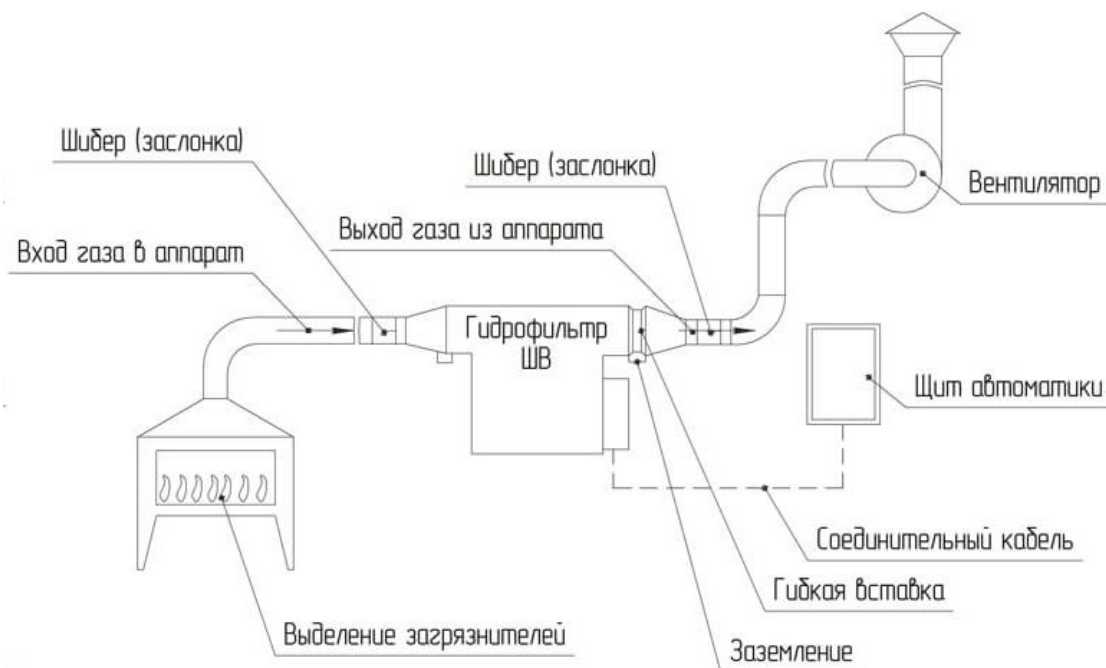 Шибер (заслонка)
Шибер (заслонка)
Вентилятор
Выход газа из аппарата
Вход газа в аппарат
Гидрофильтр
ШВ
Щит автоматики
Соединительный кабель
Гибкая вставка
Выделение загрязнителей
Заземление